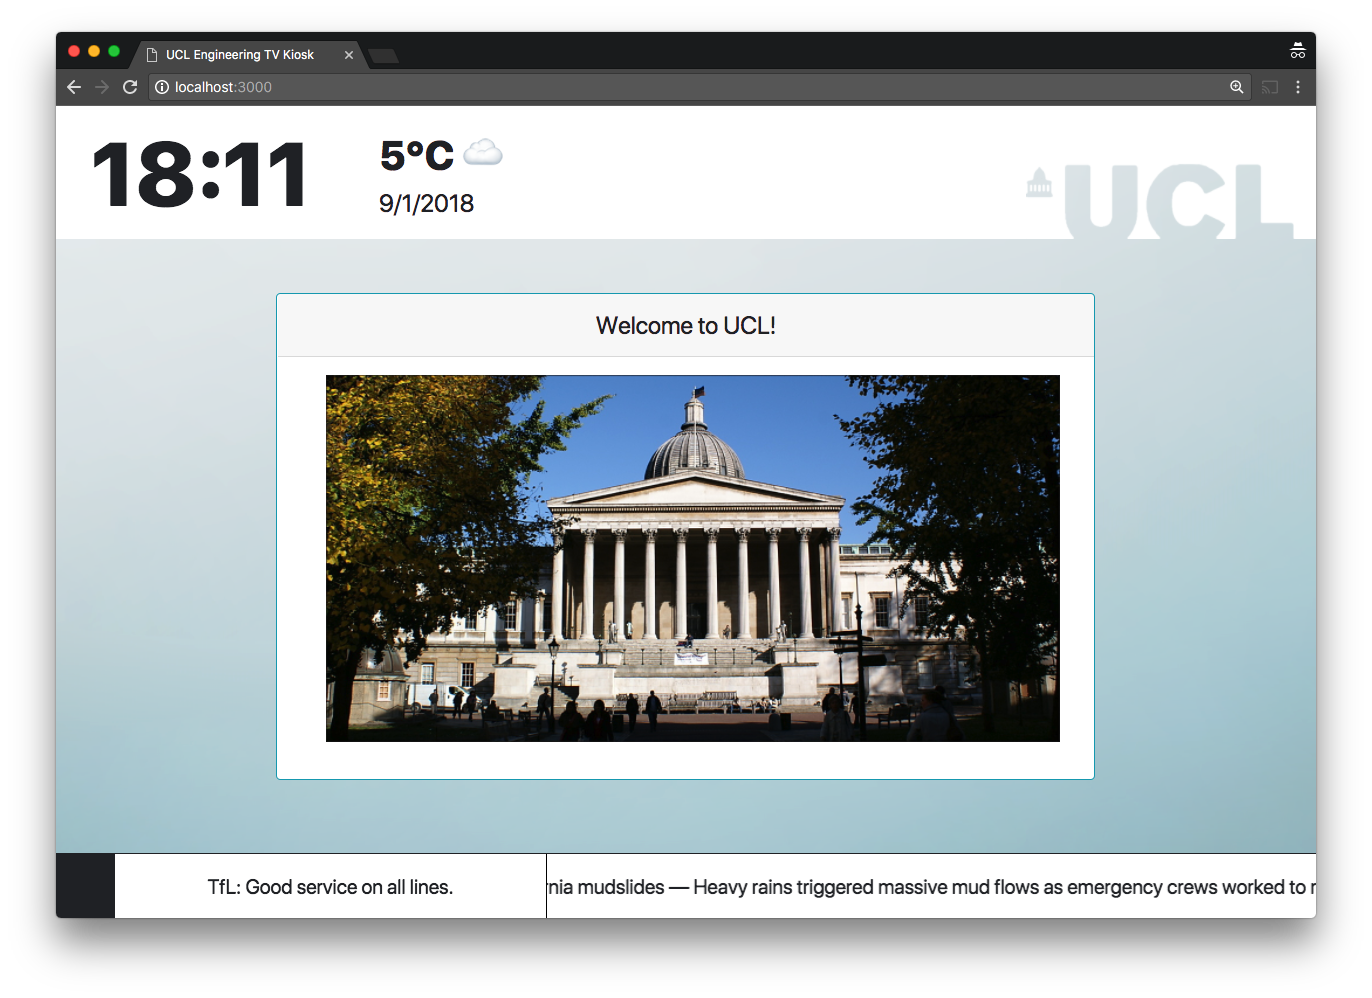 UCL Engineering TV Kiosk
localhost:3000
18:11
5°C
9/1/2018
UCL
Welcome to UCL!
TfL: Good service on all lines.
mudslides — Heavy rains triggered massive mud flows as emergency crews worked to